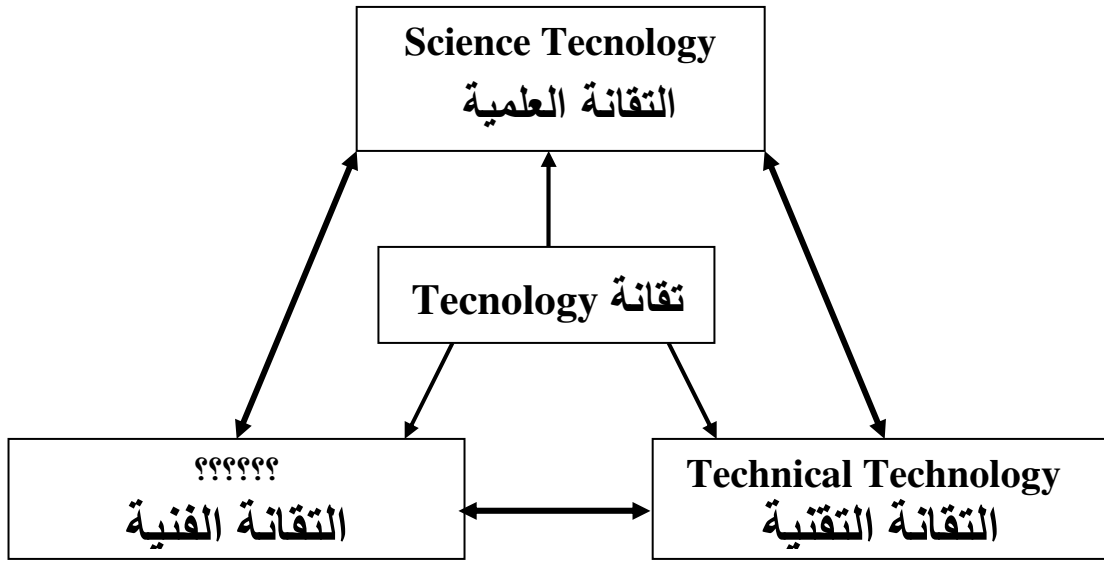 Science Tecnology
التقانة العلمية
تقانة Tecnology
؟؟؟؟؟؟
التقانة الفنية
Technical Technology
التقانة التقنية